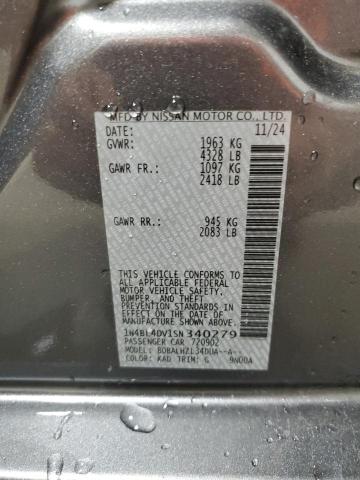 MFD BY NISSAN MOTOR CO., LTD.
DATE: 11/24
GVWR: 1963 KG
4328 LB
GAWR FR.: 1097 KG
2418 LB
GAWR RR.: 945 KG
2083 LB
THIS VEHICLE CONFORMS TO
ALL APPLICABLE FEDERAL
MOTOR VEHICLE SAFETY,
BUMPER, AND THEFT
PREVENTION STANDARDS IN
EFFECT ON THE DATE OF
MANUFACTURE SHOWN ABOVE.
1N4BL4DV1SN340279
PASSENGER CAR 720902
MODEL: BDBALHZL34DUA--A--
COLOR: KAD TRIM: G 9N00A